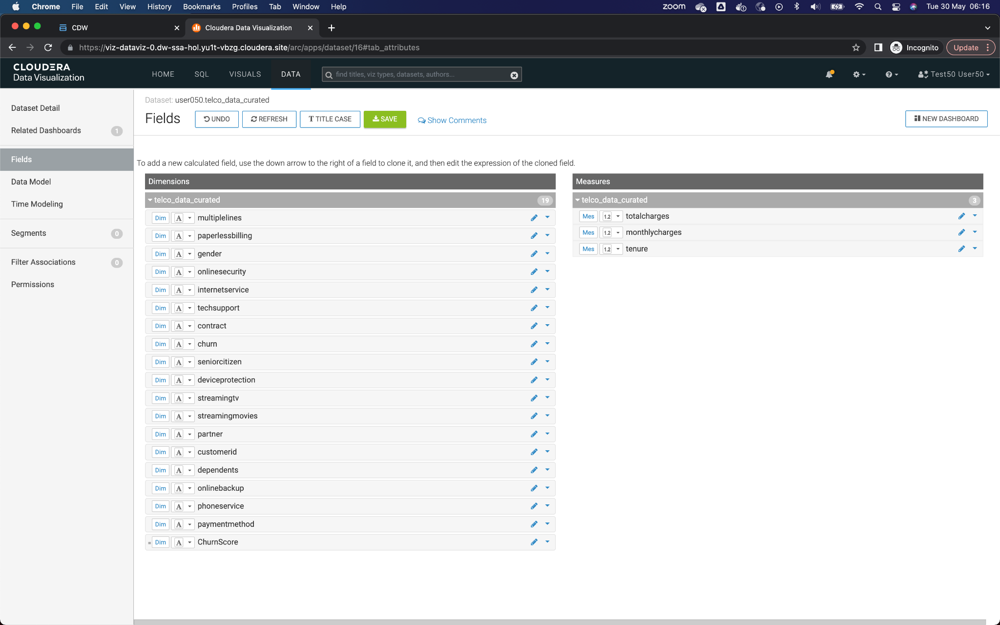 Chrome File Edit View History Bookmarks Profiles Tab Window Help zoom Tue 30 May 06:16
CDW Cloudera Data Visualization
https://viz-dataviz-0.dw-ssa-hol.yu1t-vbzg.cloudera.site/arc/apps/dataset/16#tab_attributes Incognito Update
CLOUDERA
Data Visualization
HOME SQL VISUALS DATA find titles, viz types, datasets, authors... Test50 User50
Dataset Detail
Related Dashboards 1
Fields
Data Model
Time Modeling
Segments 0
Filter Associations 0
Permissions
Dataset: user050.telco_data_curated
Fields UNDO REFRESH T TITLE CASE SAVE Show Comments NEW DASHBOARD
To add a new calculated field, use the down arrow to the right of a field to clone it, and then edit the expression of the cloned field.
Dimensions
telco_data_curated 19
Dim A multiplelines
Dim A paperlessbilling
Dim A gender
Dim A onlinesecurity
Dim A internetservice
Dim A techsupport
Dim A contract
Dim A churn
Dim A seniorcitizen
Dim A deviceprotection
Dim A streamingtv
Dim A streamingmovies
Dim A partner
Dim A customerid
Dim A dependents
Dim A onlinebackup
Dim A phoneservice
Dim A paymentmethod
= Dim A ChurnScore
Measures
telco_data_curated 3
Mes 1.2 totalcharges
Mes 1.2 monthlycharges
Mes 1.2 tenure